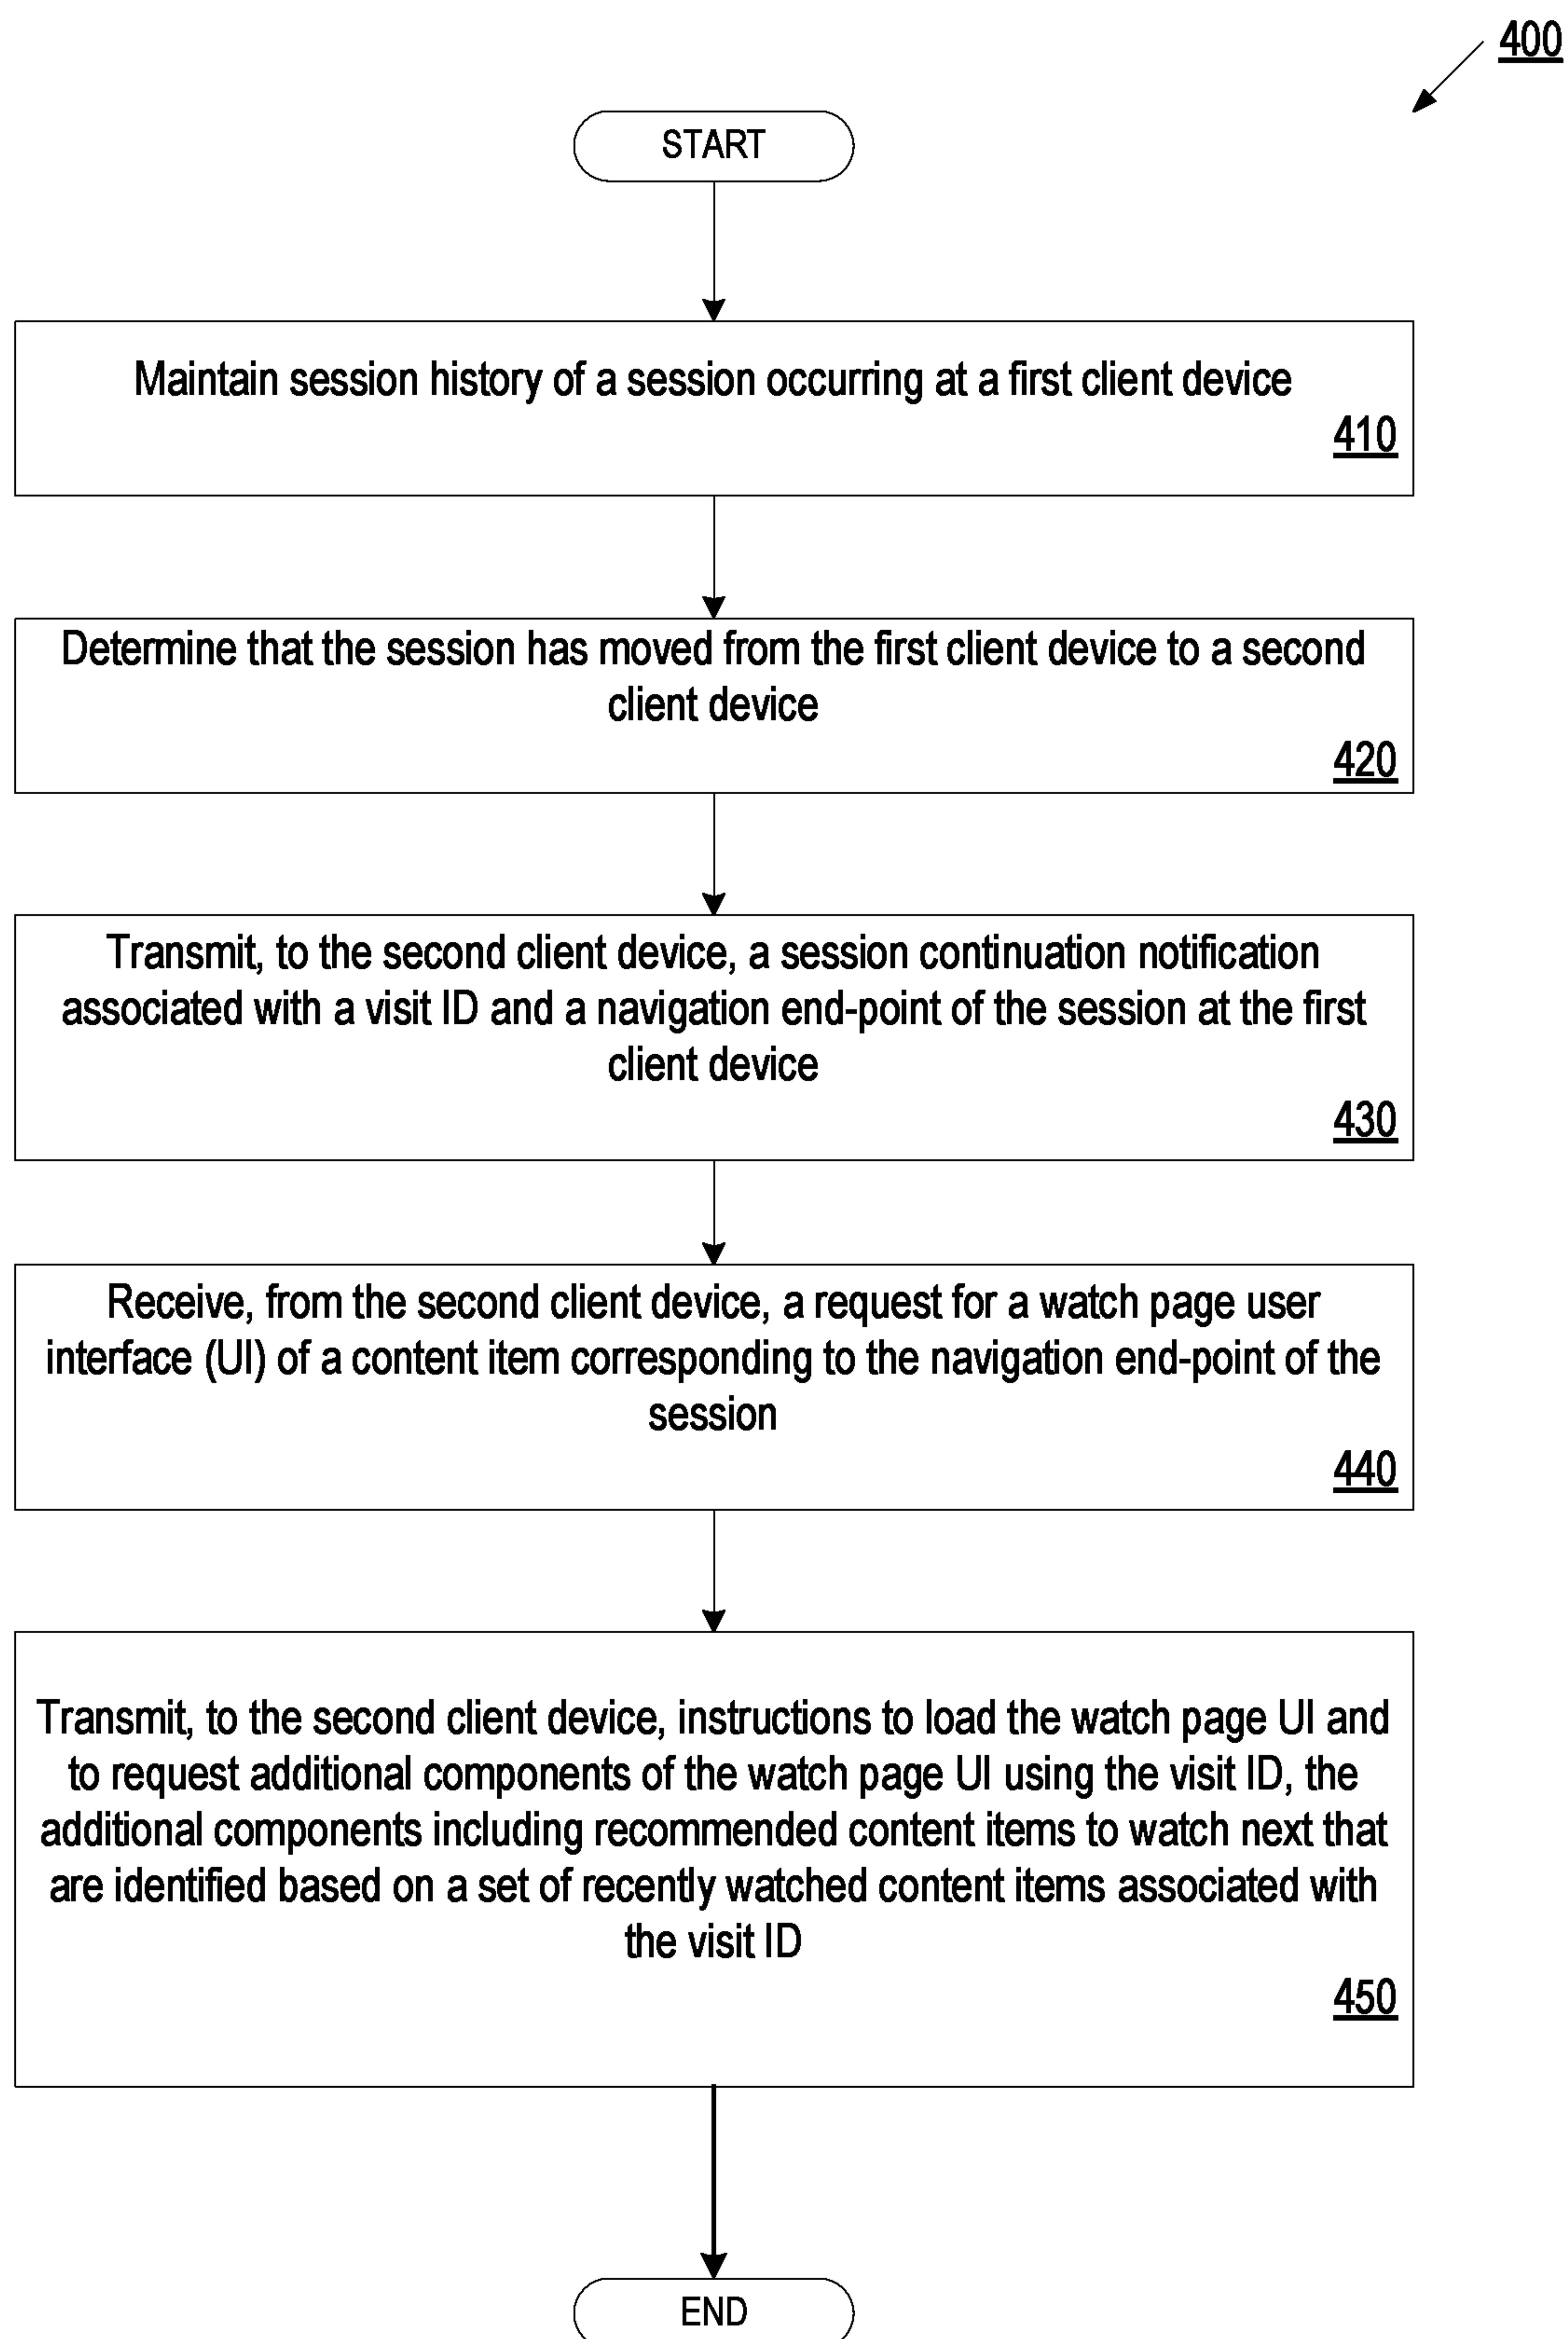 400
START
Maintain session history of a session occurring at a first client device
410
Determine that the session has moved from the first client device to a second
client device
420
Transmit, to the second client device, a session continuation notification
associated with a visit ID and a navigation end-point of the session at the first
client device
430
Receive, from the second client device, a request for a watch page user
interface (UI) of a content item corresponding to the navigation end-point of the
session
440
Transmit, to the second client device, instructions to load the watch page UI and
to request additional components of the watch page UI using the visit ID, the
additional components including recommended content items to watch next that
are identified based on a set of recently watched content items associated with
the visit ID
450
END